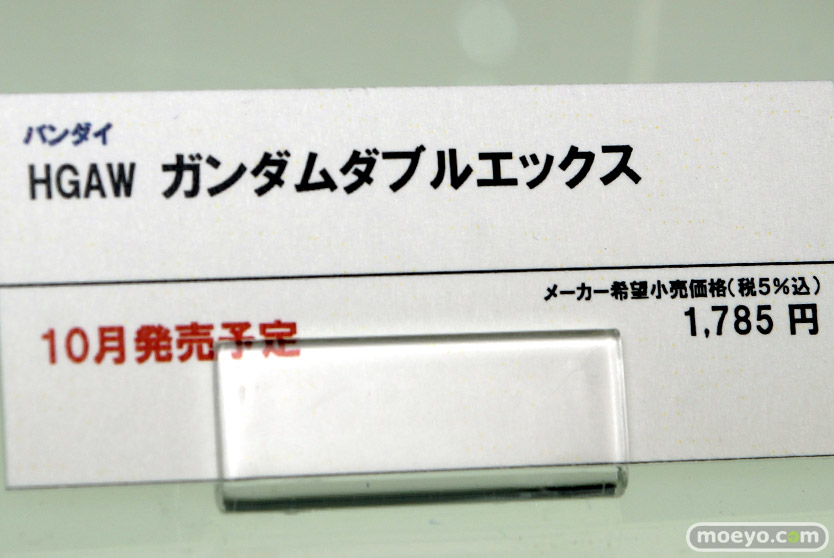 バンダイ
HGAW ガンダムダブルエックス
メーカー希望小売価格(税5%込)
10月発売予定
1,785 円
moeyo.com